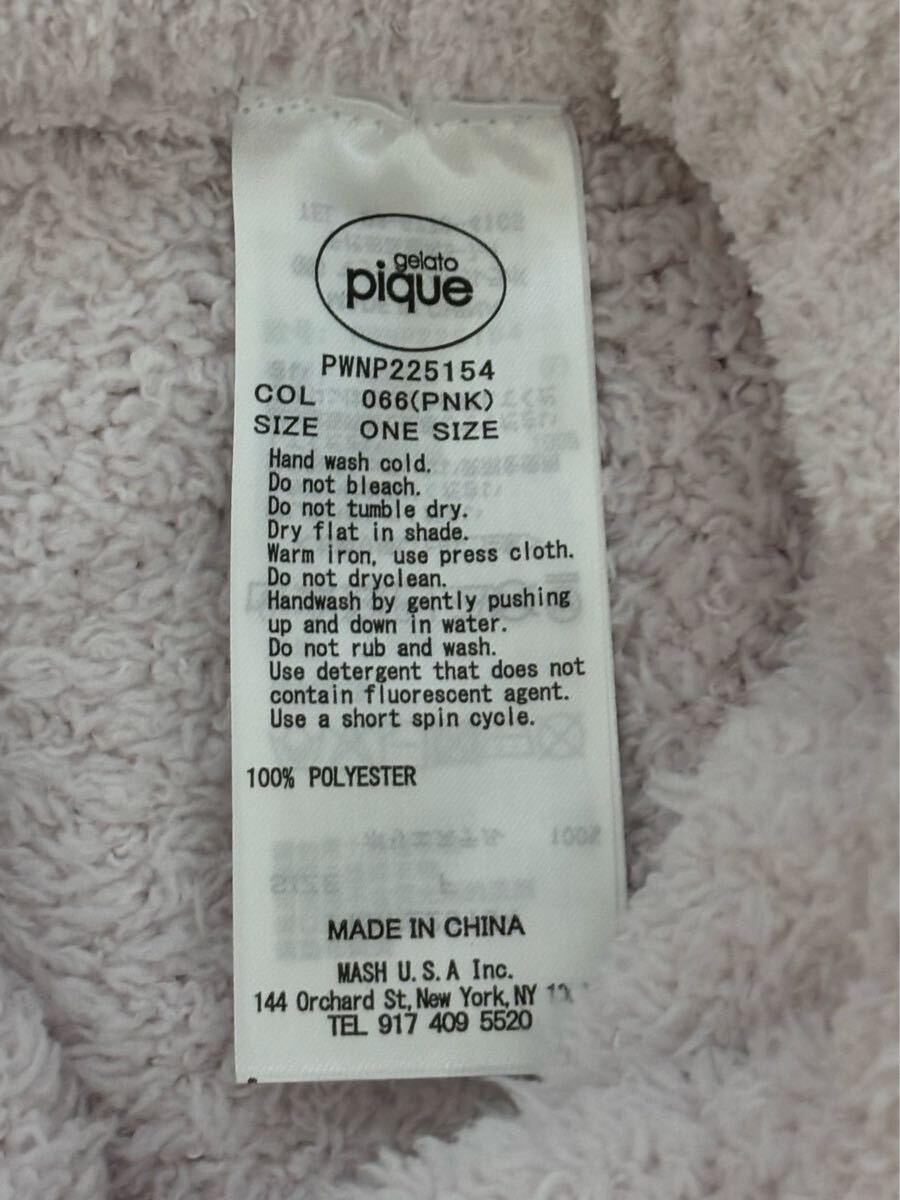 gelato
pique
PWNP225154
COL 066(PNK)
SIZE ONE SIZE
Hand wash cold.
Do not bleach.
Do not tumble dry.
Dry flat in shade.
Warm iron, use press cloth.
Do not dryclean.
Handwash by gently pushing
up and down in water.
Do not rub and wash.
Use detergent that does not
contain fluorescent agent.
Use a short spin cycle.
100% POLYESTER
MADE IN CHINA
MASH U.S.A Inc.
144 Orchard St, New York, NY
TEL 917 409 5520